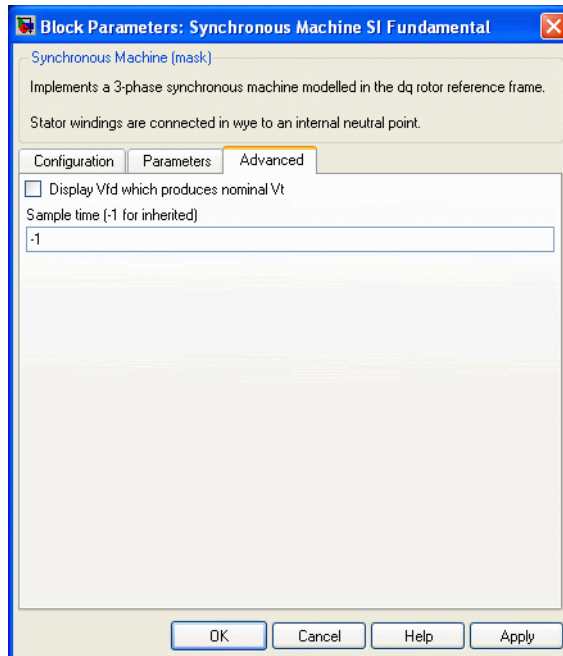 Block Parameters: Synchronous Machine SI Fundamental
Synchronous Machine (mask)
Implements a 3-phase synchronous machine modelled in the dq rotor reference frame.
Stator windings are connected in wye to an internal neutral point.
Configuration Parameters Advanced
Display Vfd which produces nominal Vt
Sample time (-1 for inherited)
-1
OK Cancel Help Apply